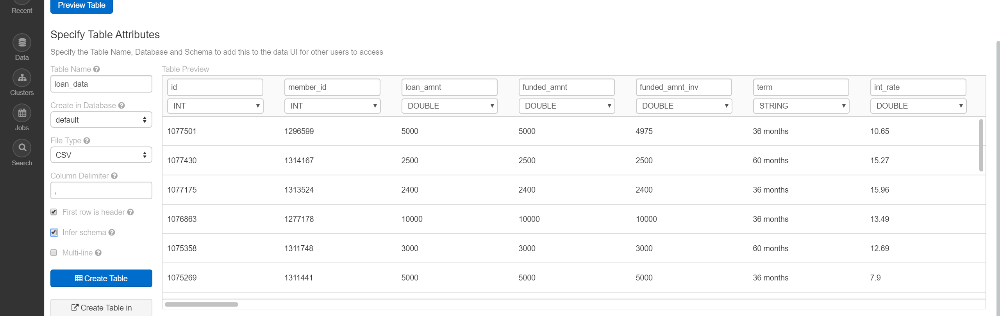 Recent
Data
Clusters
Jobs
Search
Preview Table
Specify Table Attributes
Specify the Table Name, Database and Schema to add this to the data UI for other users to access
Table Name
loan_data
Create in Database
default
File Type
CSV
Column Delimiter
,
First row is header
Infer schema
Multi-line
Create Table
Create Table in
Table Preview
id member_id loan_amnt funded_amnt funded_amnt_inv term int_rate
INT INT DOUBLE DOUBLE DOUBLE STRING DOUBLE
1077501 1296599 5000 5000 4975 36 months 10.65
1077430 1314167 2500 2500 2500 60 months 15.27
1077175 1313524 2400 2400 2400 36 months 15.96
1076863 1277178 10000 10000 10000 36 months 13.49
1075358 1311748 3000 3000 3000 60 months 12.69
1075269 1311441 5000 5000 5000 36 months 7.9